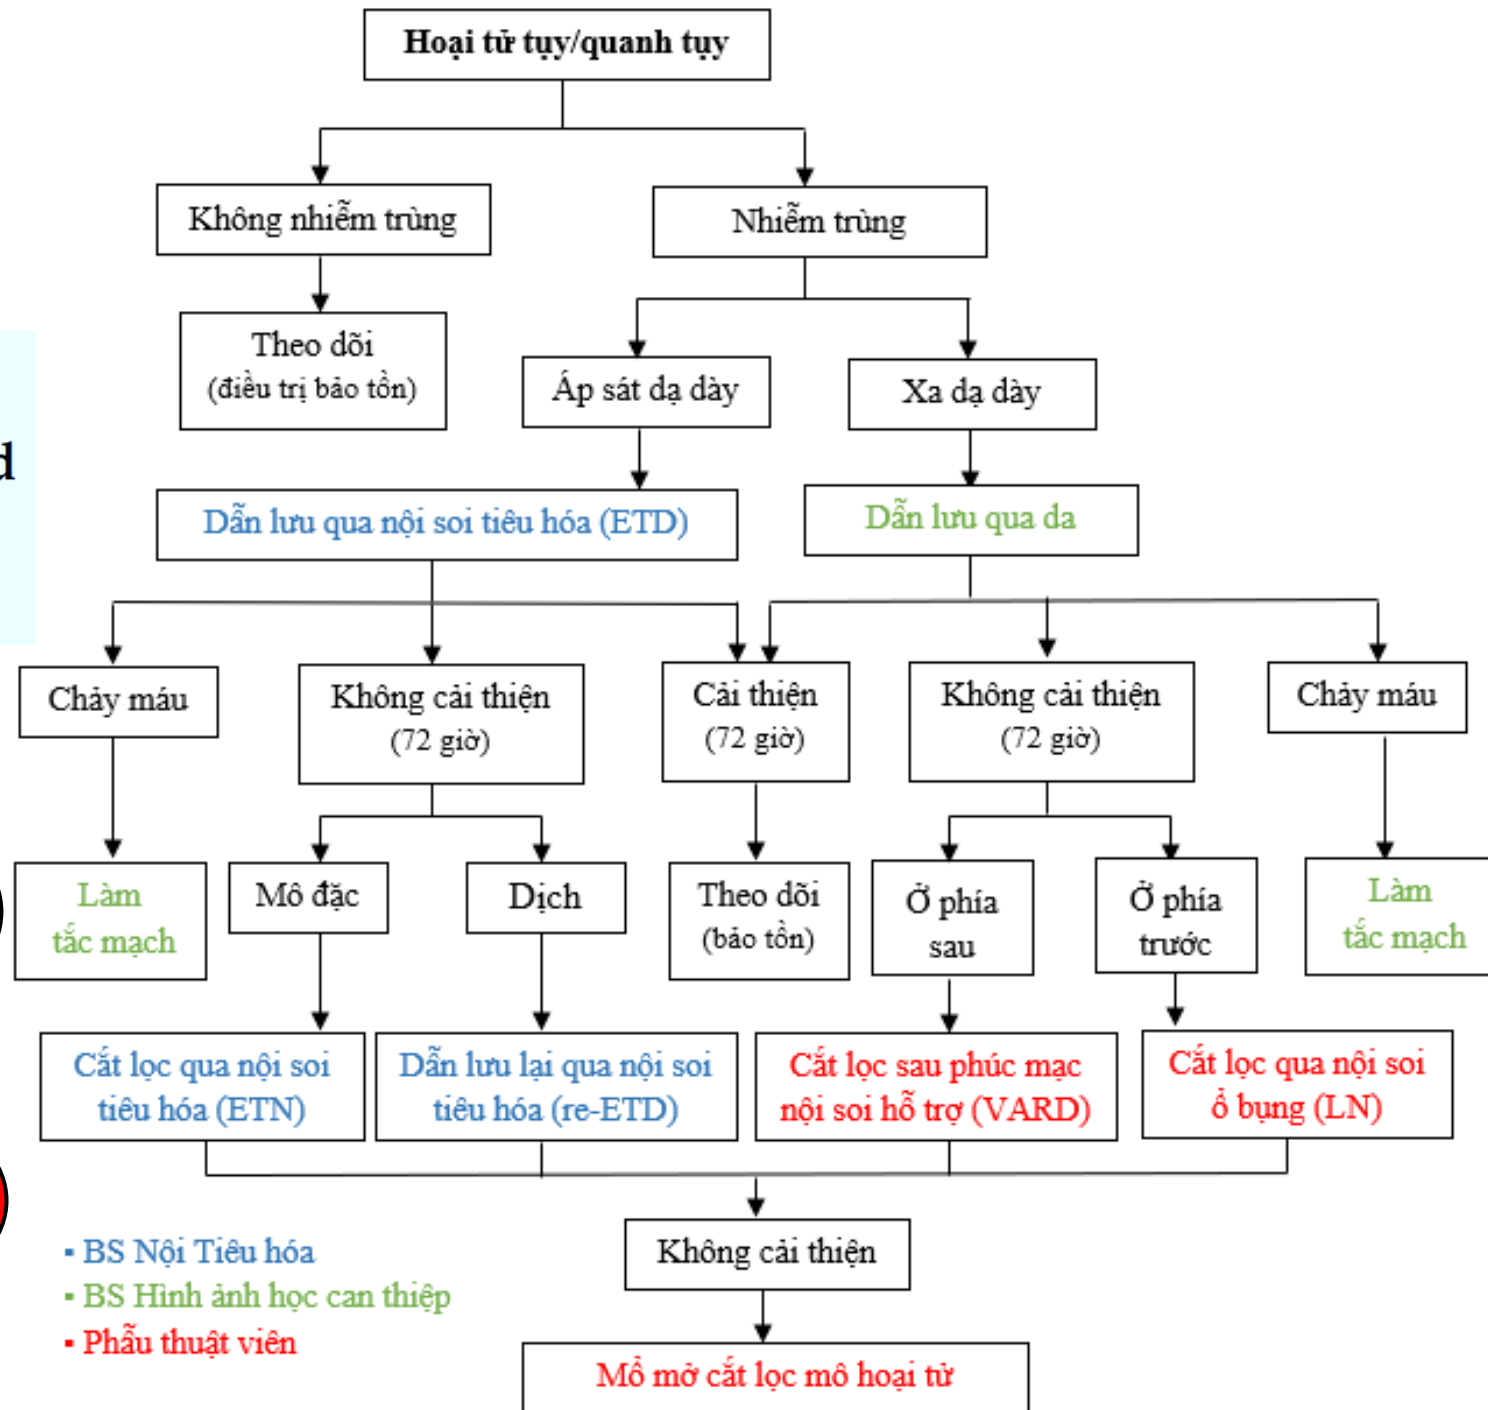 Hoại tử tụy/quanh tụy
Không nhiễm trùng
Nhiễm trùng
Theo dõi
(điều trị bảo tồn)
Áp sát dạ dày
Xa dạ dày
d
Dẫn lưu qua nội soi tiêu hóa (ETD)
Dẫn lưu qua da
Chảy máu
Không cải thiện
(72 giờ)
Cải thiện
(72 giờ)
Không cải thiện
(72 giờ)
Chảy máu
Làm
tắc mạch
Mô đặc
Dịch
Theo dõi
(bảo tồn)
Ở phía
sau
Ở phía
trước
Làm
tắc mạch
Cắt lọc qua nội soi
tiêu hóa (ETN)
Dẫn lưu lại qua nội soi
tiêu hóa (re-ETD)
Cắt lọc sau phúc mạc
nội soi hỗ trợ (VARD)
Cắt lọc qua nội soi
ổ bụng (LN)
▪ BS Nội Tiêu hóa
▪ BS Hình ảnh học can thiệp
▪ Phẫu thuật viên
Không cải thiện
Mổ mở cắt lọc mô hoại tử